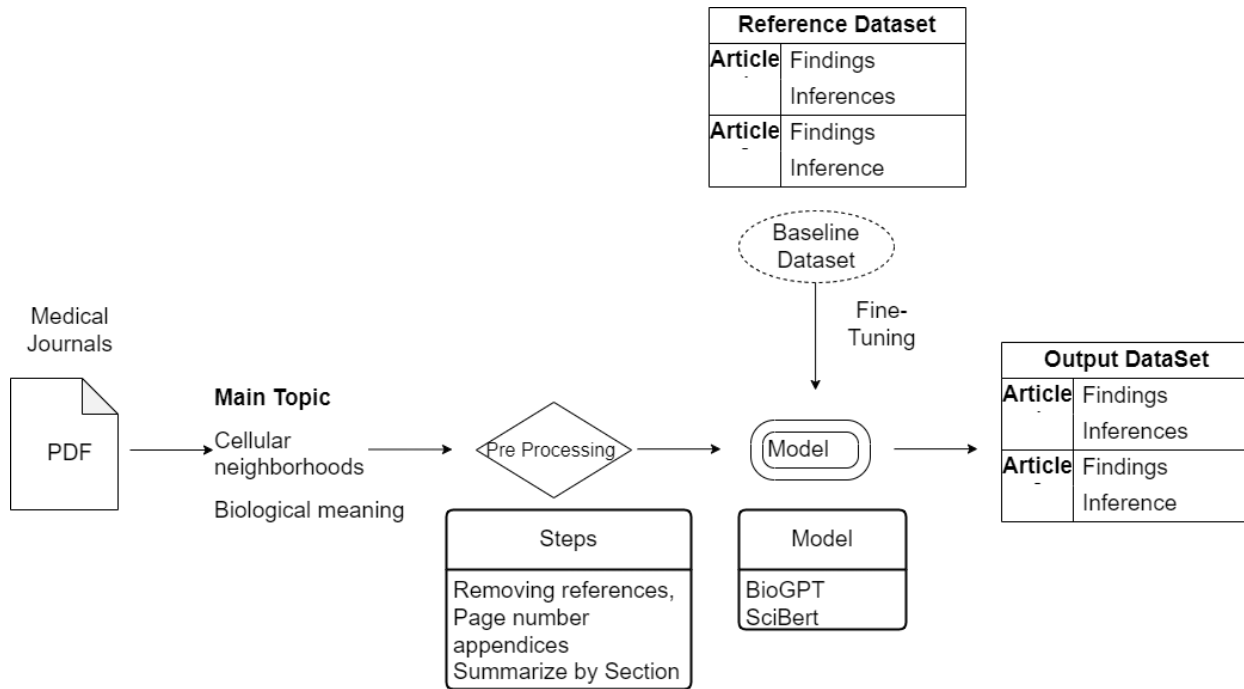 Reference Dataset
Article Findings
Inferences
Article Findings
Inference
Baseline
Dataset
Fine-
Tuning
Medical
Journals
PDF
Main Topic
Cellular
neighborhoods
Biological meaning
Pre Processing
Steps
Removing references,
Page number
appendices
Summarize by Section
Model
Model
BioGPT
SciBert
Output DataSet
Article Findings
Inferences
Article Findings
Inference